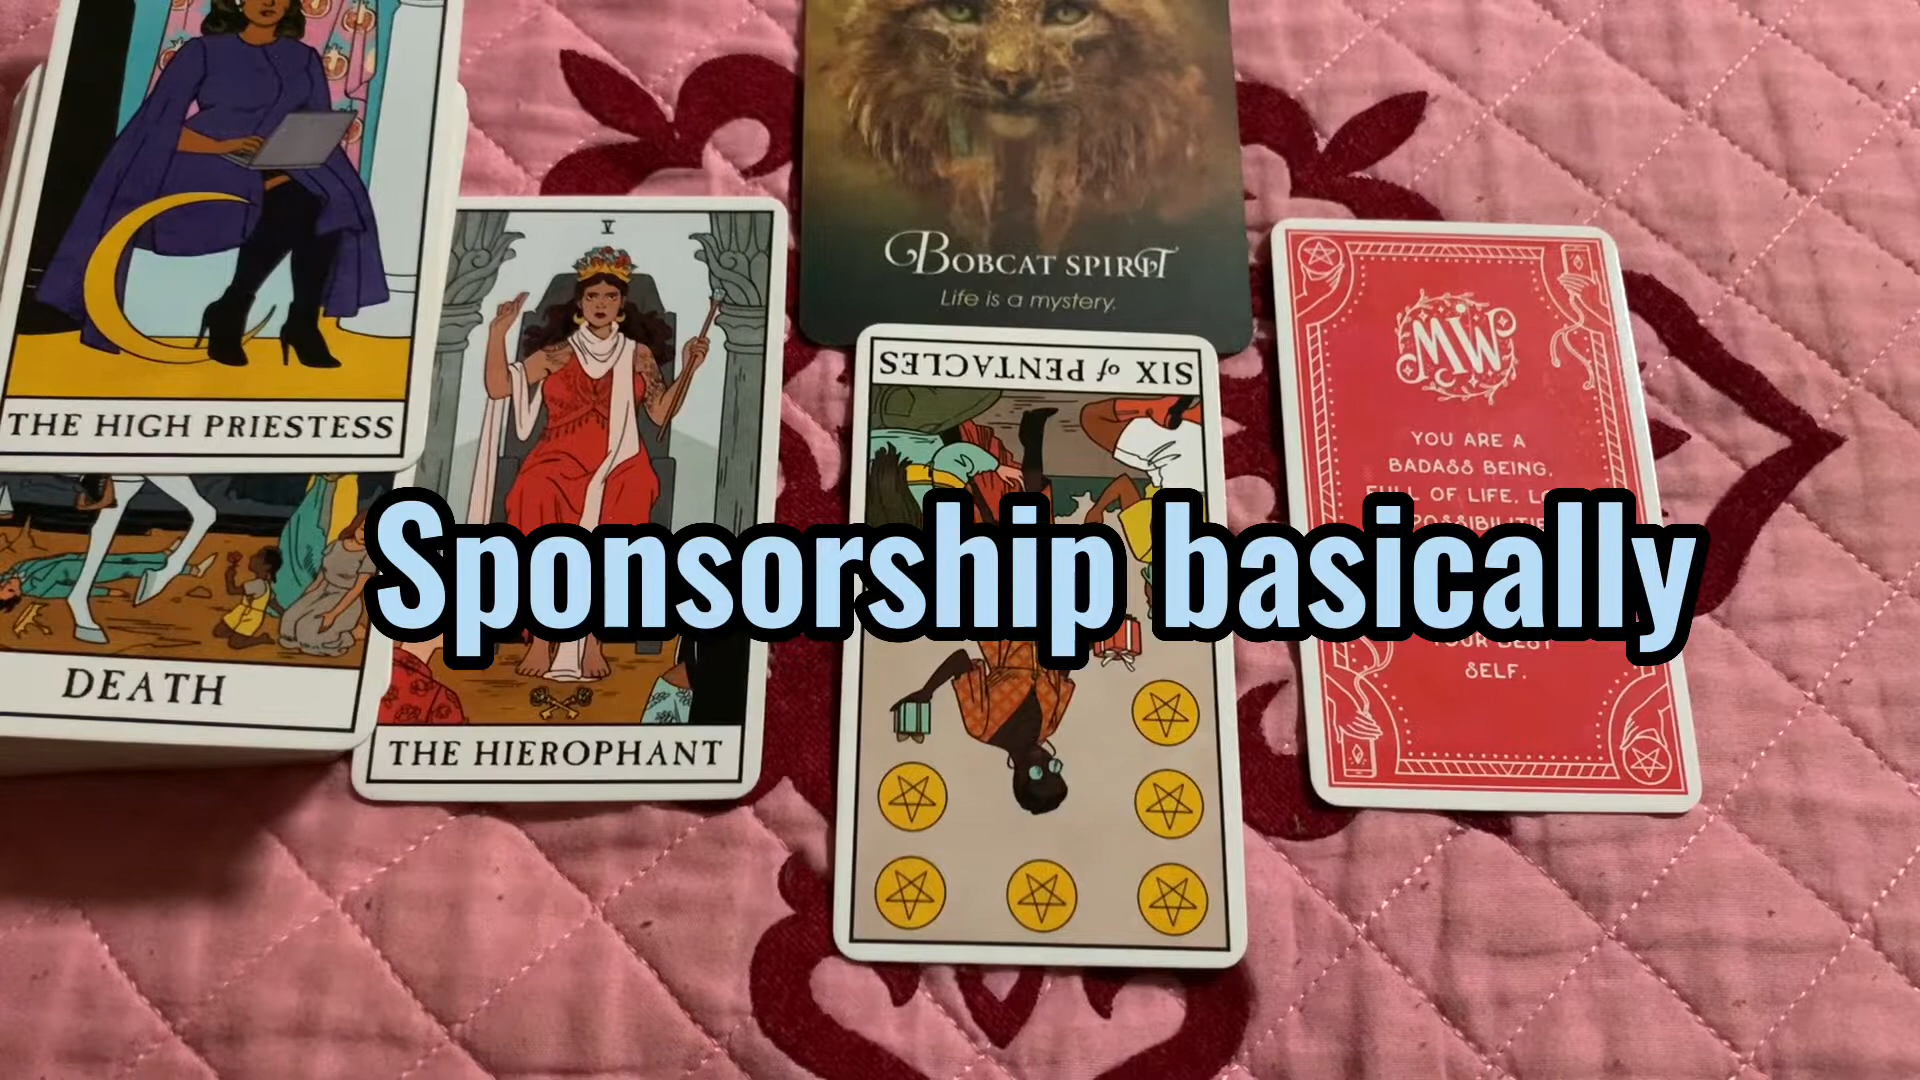 THE HIGH PRIESTESS
DEATH
V
THE HIEROPHANT
BOBCAT SPIRIT
Life is a mystery.
SIX of PENTACLES
MW
YOU ARE A
BADASS BEING,
FULL OF LIFE,
SELF.
Sponsorship basically